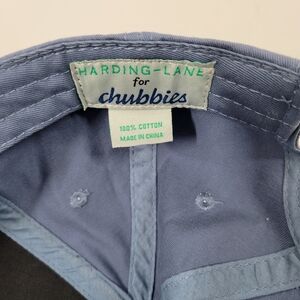 HARDING-LANE
for
chubbies
100% COTTON
MADE IN CHINA